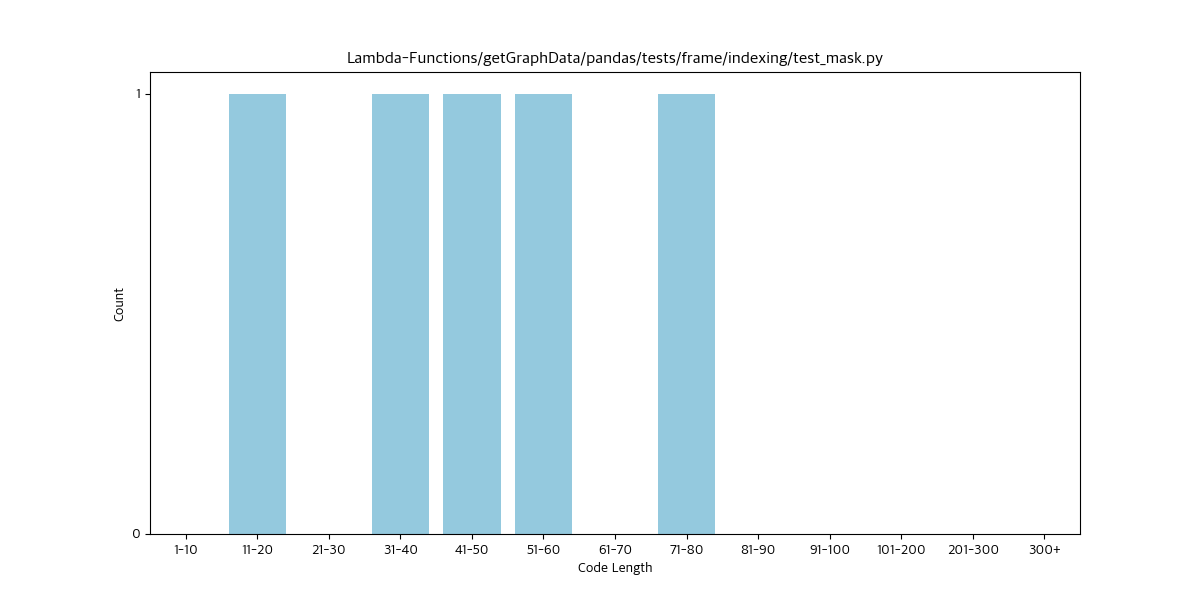 Lambda-Functions/getGraphData/pandas/tests/frame/indexing/test_mask.py
1
Count
0
1-10 11-20 21-30 31-40 41-50 51-60 61-70 71-80 81-90 91-100 101-200 201-300 300+
Code Length